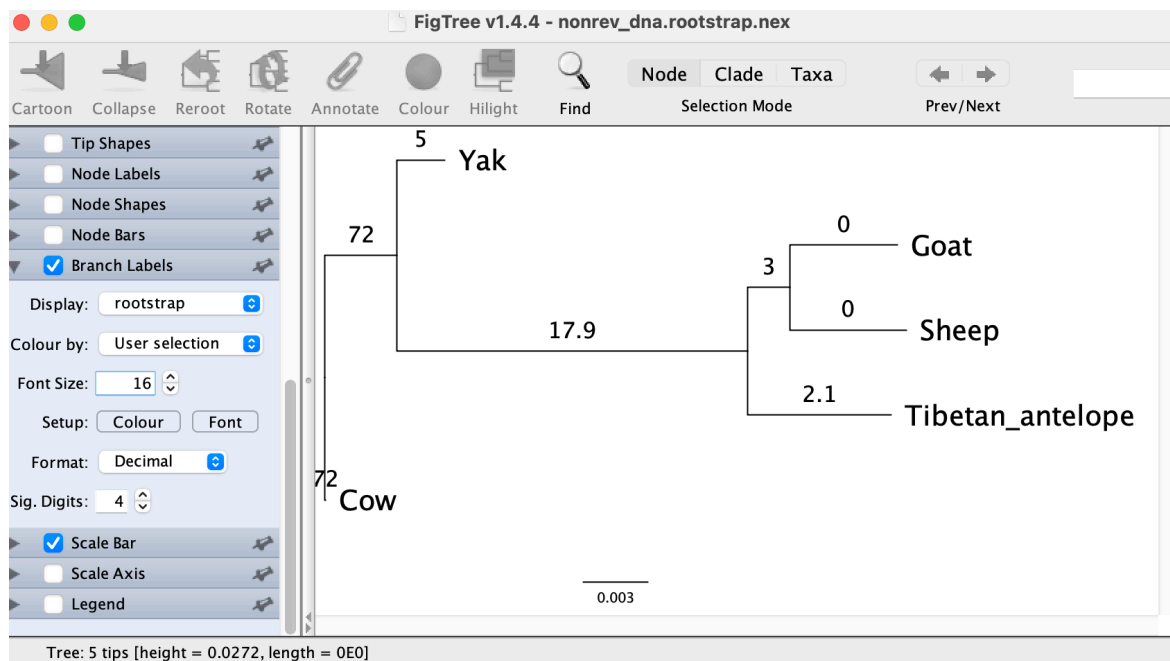 FigTree v1.4.4 - nonrev_dna.rootstrap.nex
Cartoon Collapse Reroot Rotate Annotate Colour Hilight Find
Node Clade Taxa
Selection Mode
Prev/Next
Tip Shapes
Node Labels
Node Shapes
Node Bars
Branch Labels
Display: rootstrap
Colour by: User selection
Font Size: 16
Setup: Colour Font
Format: Decimal
Sig. Digits: 4
Scale Bar
Scale Axis
Legend
5
Yak
72
0
Goat
3
0
Sheep
17.9
2.1
Tibetan_antelope
72
Cow
0.003
Tree: 5 tips [height = 0.0272, length = 0E0]